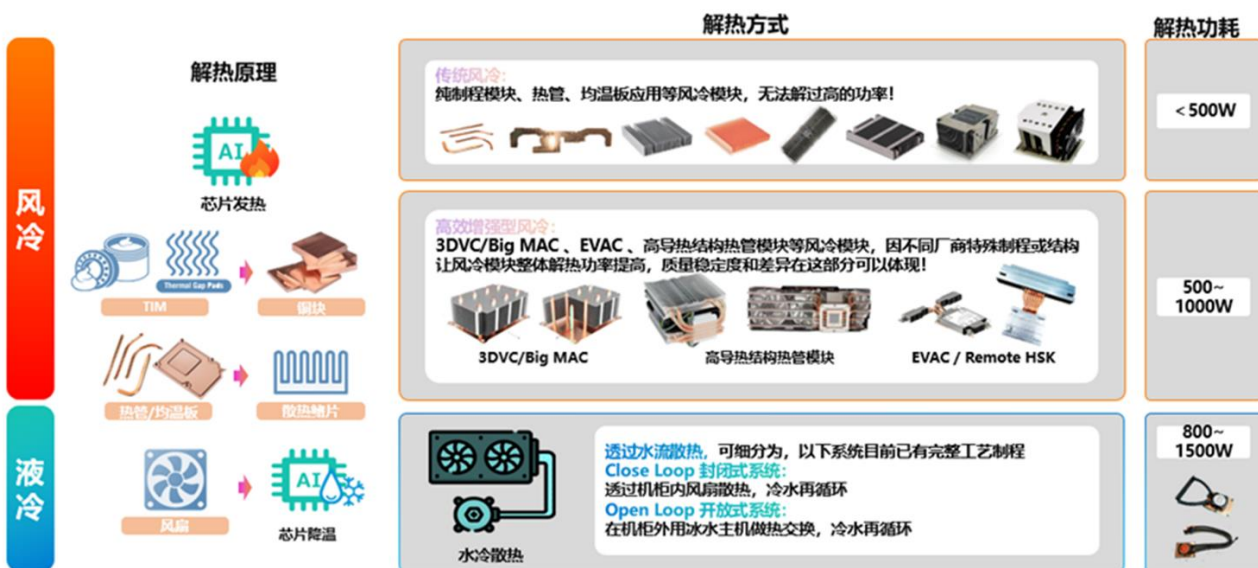 解热方式
解热功耗
解热原理
风冷
液冷
AI
芯片发热
Thermal Gap Pads
TIM
铜块
热管/均温板
散热鳍片
风扇
AI
芯片降温
传统风冷:
纯制程模块、热管、均温板应用等风冷模块，无法解过高的功率！
<500W
高效增强型风冷:
3DVC/Big MAC 、EVAC 、高导热结构热管模块等风冷模块，因不同厂商特殊制程或结构
让风冷模块整体解热功率提高，质量稳定度和差异在这部分可以体现！
3DVC/Big MAC
高导热结构热管模块
EVAC / Remote HSK
500~
1000W
水冷散热
透过水流散热，可细分为，以下系统目前已有完整工艺制程
Close Loop 封闭式系统:
透过机柜内风扇散热，冷水再循环
Open Loop 开放式系统:
在机柜外用冰水主机做热交换，冷水再循环
800~
1500W